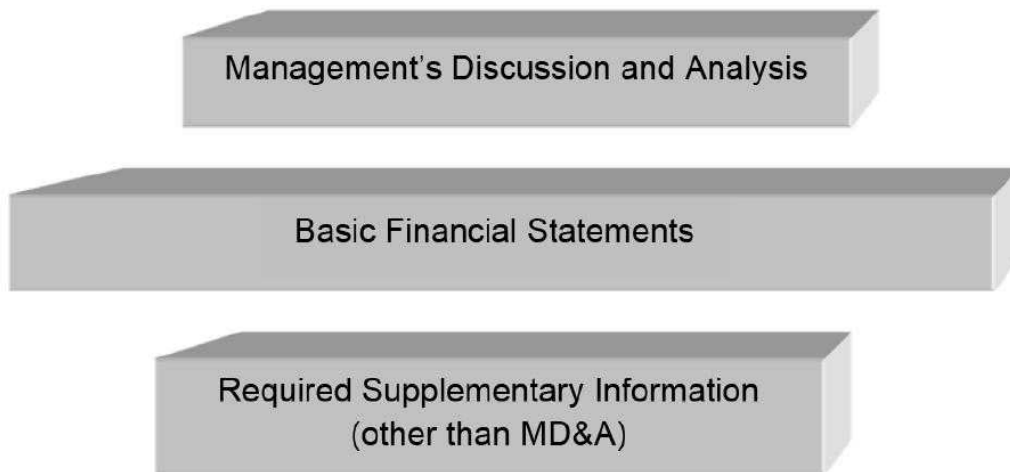 Management’s Discussion and Analysis
Basic Financial Statements
Required Supplementary Information
(other than MD&A)